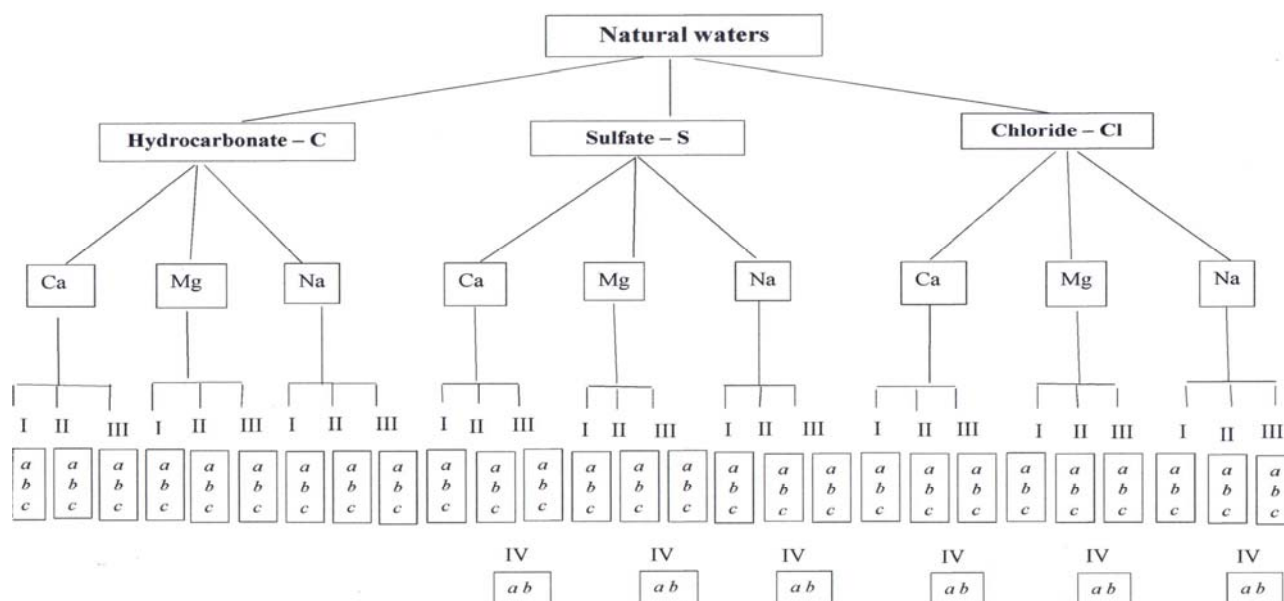 Natural waters
Hydrocarbonate – C Sulfate – S Chloride – Cl
Ca Mg Na Ca Mg Na Ca Mg Na
I II III I II III I II III I II III I II III I II III I II III I II III I II III
a a a a a a a a a a a a a a a a a a a a a a a a a a a
b b b b b b b b b b b b b b b b b b b b b b b b b b b
c c c c c c c c c c c c c c c c c c c c c c c c c c c
IV IV IV IV IV IV
a b a b a b a b a b a b